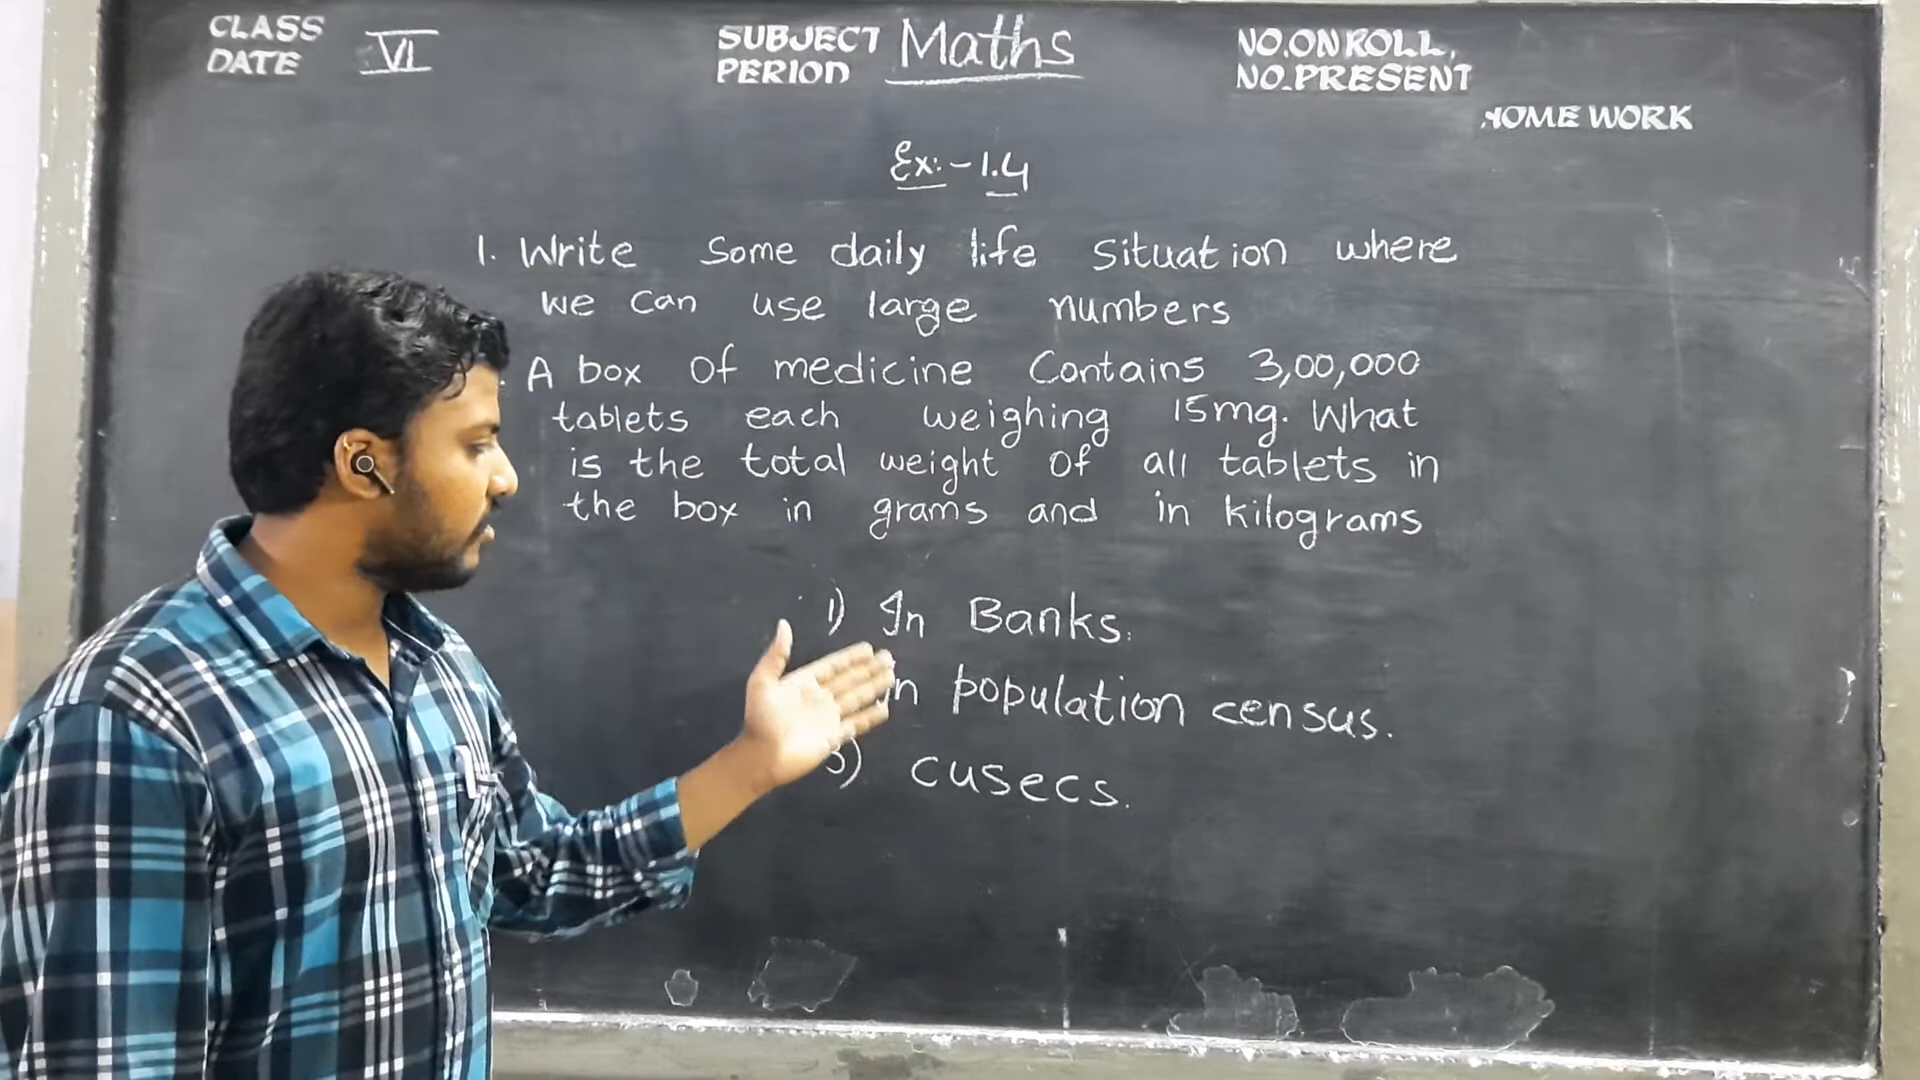 CLASS VI
DATE
SUBJECT Maths
PERIOD
NO.ON ROLL,
NO.PRESENT
HOME WORK
Ex:- 1.4
1. Write Some daily life Situation where
we can use large numbers
A box of medicine Contains 3,00,000
tablets each weighing 15mg. What
is the total weight of all tablets in
the box in grams and in kilograms
1) In Banks.
In population census.
3) cusecs.